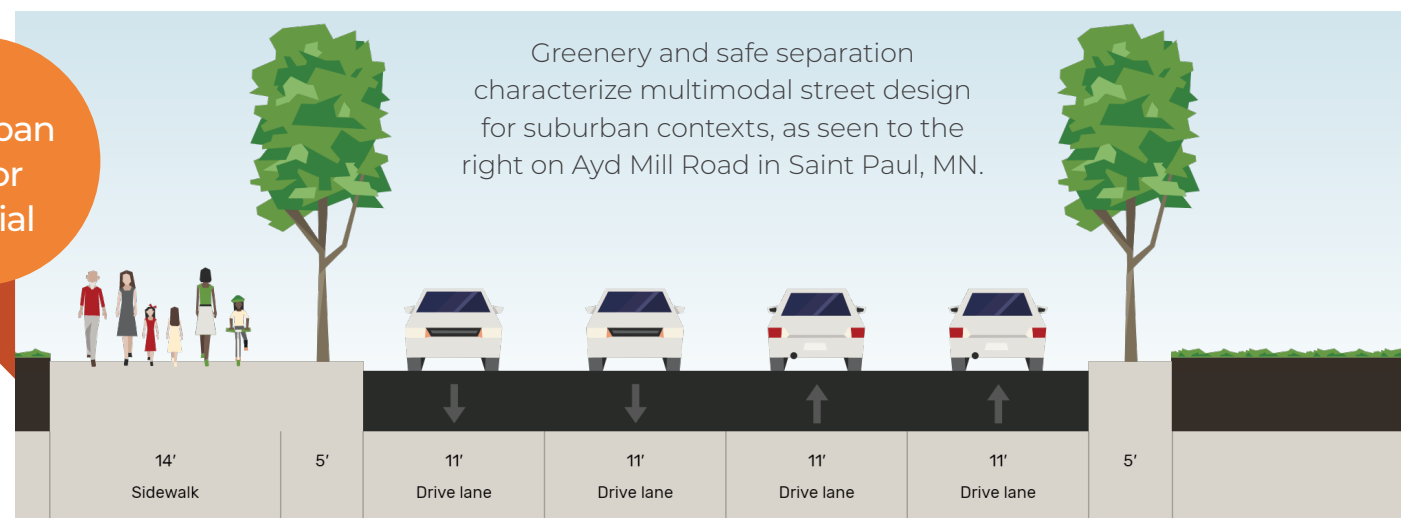 Greenery and safe separation
characterize multimodal street design
for suburban contexts, as seen to the
right on Ayd Mill Road in Saint Paul, MN.
14′
Sidewalk
5′
11′
Drive lane
11′
Drive lane
11′
Drive lane
11′
Drive lane
5′